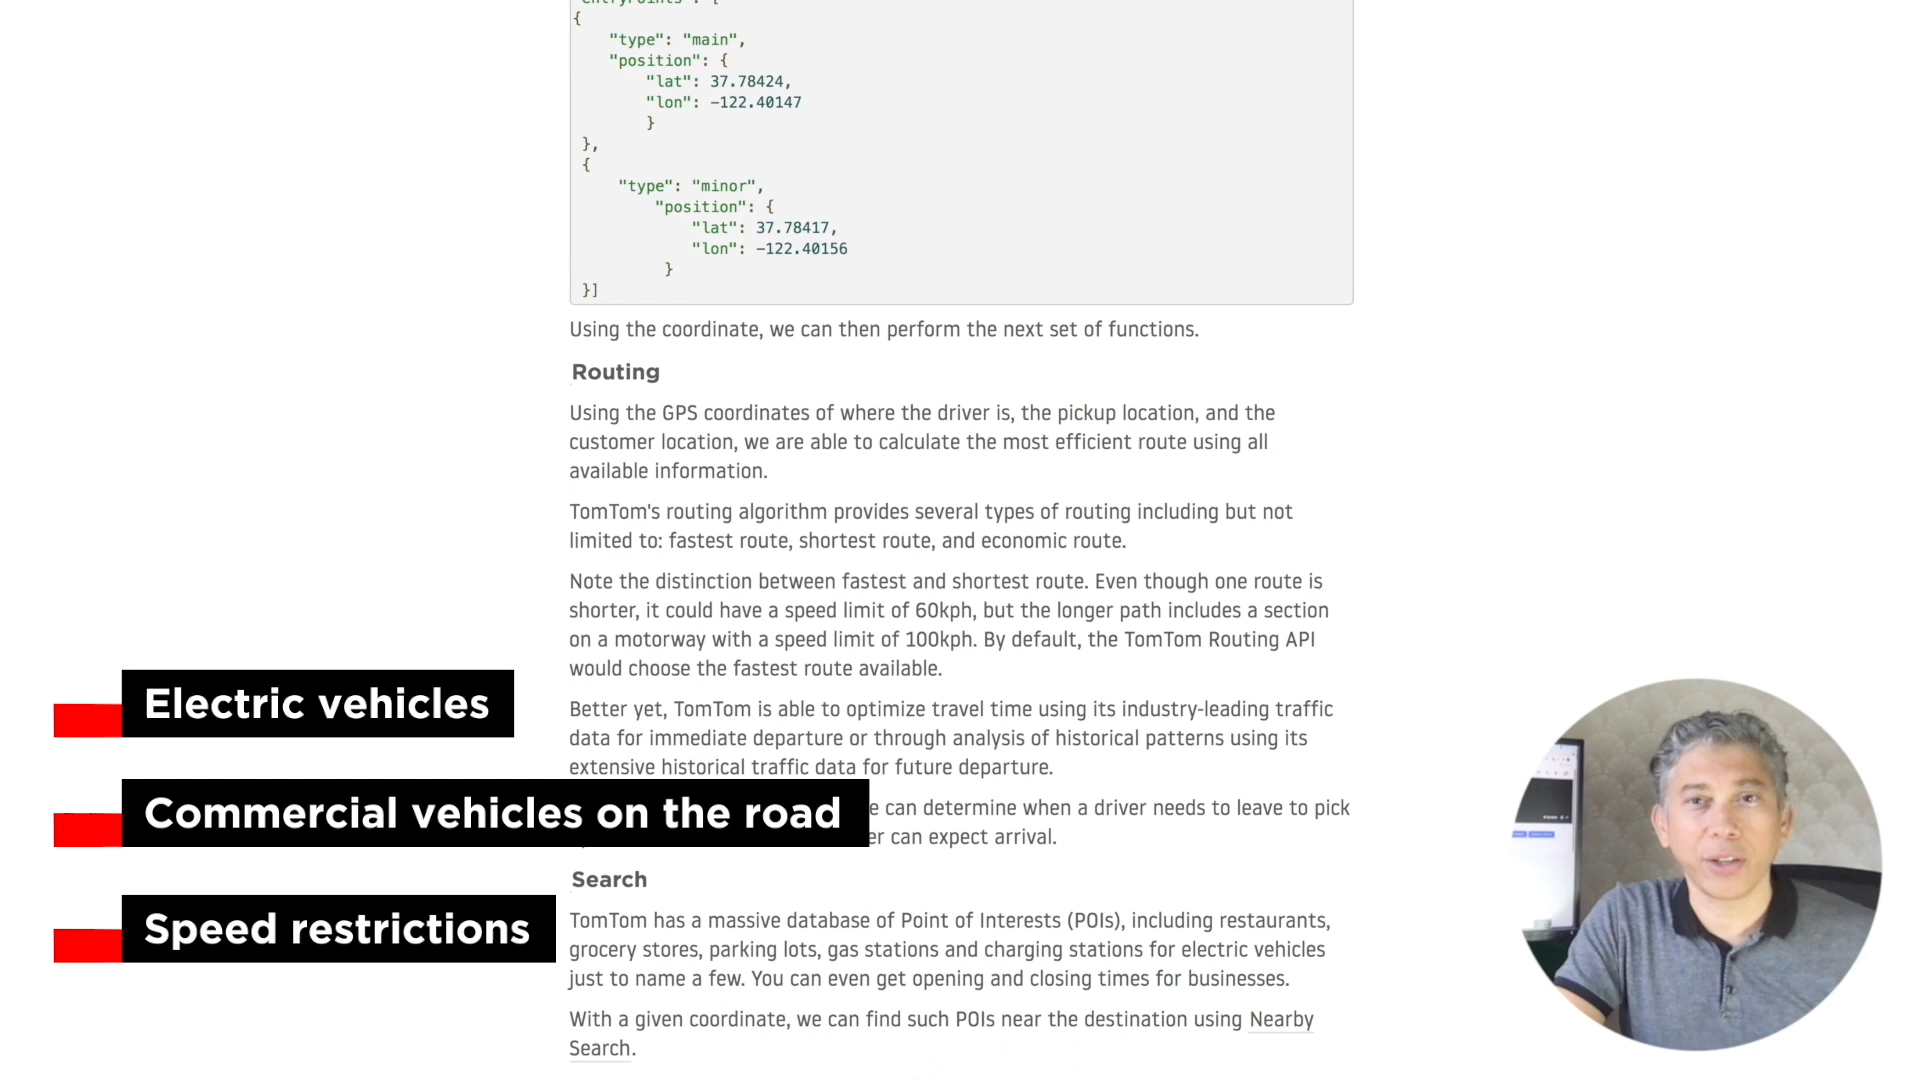 {
"type": "main",
"position": {
"lat": 37.78424,
"lon": -122.40147
}
},
{
"type": "minor",
"position": {
"lat": 37.78417,
"lon": -122.40156
}
}]
Using the coordinate, we can then perform the next set of functions.
Routing
Using the GPS coordinates of where the driver is, the pickup location, and the
customer location, we are able to calculate the most efficient route using all
available information.
TomTom's routing algorithm provides several types of routing including but not
limited to: fastest route, shortest route, and economic route.
Note the distinction between fastest and shortest route. Even though one route is
shorter, it could have a speed limit of 60kph, but the longer path includes a section
on a motorway with a speed limit of 100kph. By default, the TomTom Routing API
would choose the fastest route available.
Better yet, TomTom is able to optimize travel time using its industry-leading traffic
data for immediate departure or through analysis of historical patterns using its
extensive historical traffic data for future departure.
can determine when a driver needs to leave to pick
can expect arrival.
Search
TomTom has a massive database of Point of Interests (POIs), including restaurants,
grocery stores, parking lots, gas stations and charging stations for electric vehicles
just to name a few. You can even get opening and closing times for businesses.
With a given coordinate, we can find such POIs near the destination using Nearby
Search.
Electric vehicles
Commercial vehicles on the road
Speed restrictions